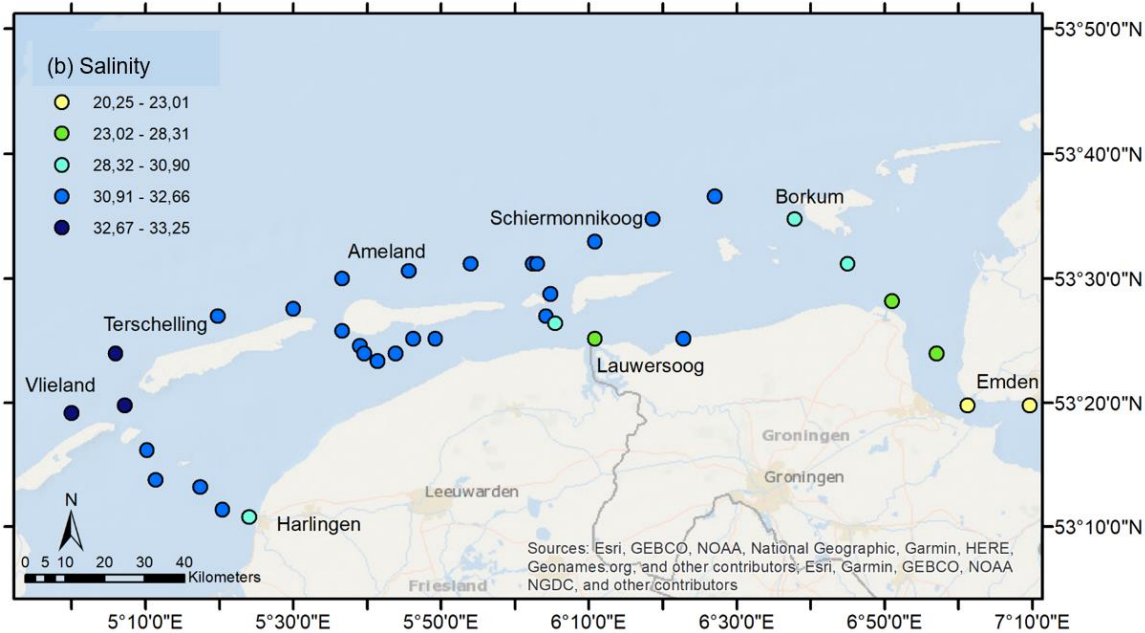 (b) Salinity
20,25 - 23,01
23,02 - 28,31
28,32 - 30,90
30,91 - 32,66
32,67 - 33,25
53°50'0"N
53°40'0"N
53°30'0"N
53°20'0"N
53°10'0"N
Borkum
Schiermonnikoog
Ameland
Terschelling
Lauwersoog
Vlieland
Emden
Groningen
Groningen
Leeuwarden
Harlingen
Friesland
N
0 5 10 20 30 40
Kilometers
Sources: Esri, GEBCO, NOAA, National Geographic, Garmin, HERE,
Geonames.org, and other contributors; Esri, Garmin, GEBCO, NOAA
NGDC, and other contributors
5°10'0"E 5°30'0"E 5°50'0"E 6°10'0"E 6°30'0"E 6°50'0"E 7°10'0"E